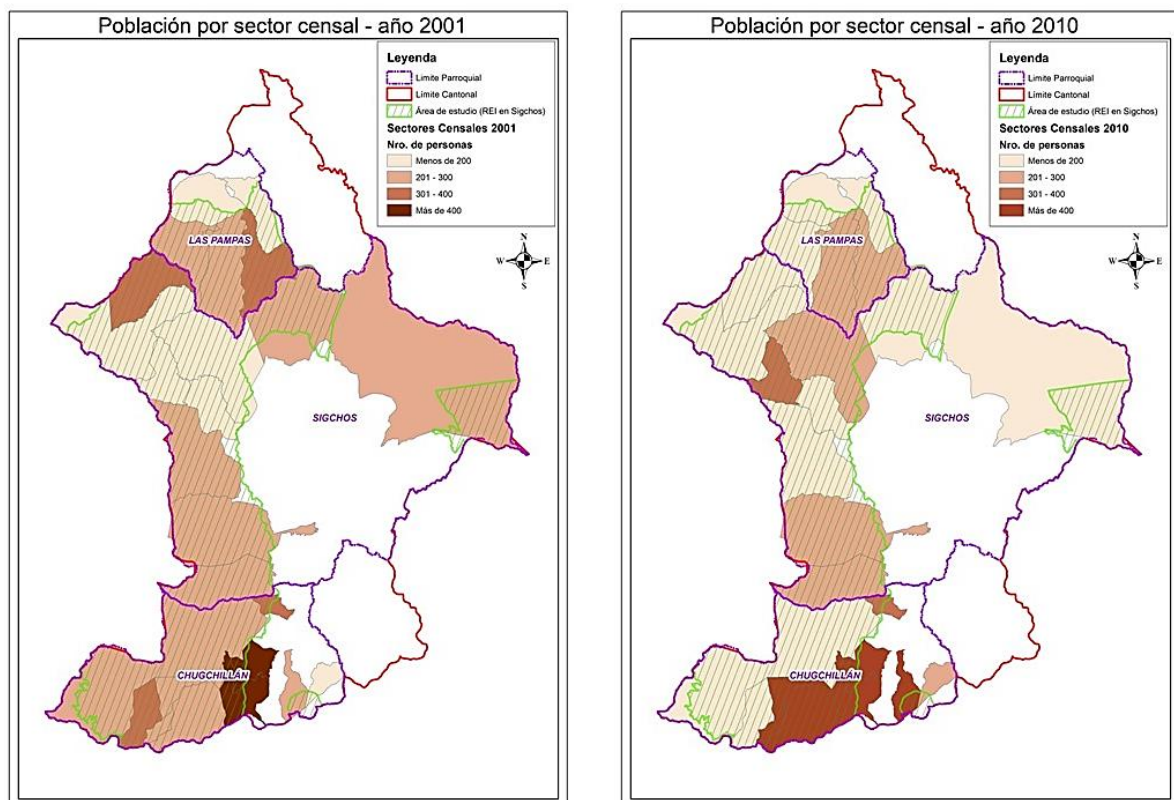 Población por sector censal - año 2001
Leyenda
Limite Parroquial
Límite Cantonal
Área de estudio (REI en Sigchos)
Sectores Censales 2001
Nro. de personas
Menos de 200
201 - 300
301 - 400
Más de 400
N
W E
S
LAS PAMPAS
SIGCHOS
CHUGCHILLÁN
Población por sector censal - año 2010
Leyenda
Limite Parroquial
Límite Cantonal
Área de estudio (REI en Sigchos)
Sectores Censales 2010
Nro. de personas
Menos de 200
201 - 300
301 - 400
Más de 400
N
W E
S
LAS PAMPAS
SIGCHOS
CHUGCHILLÁN